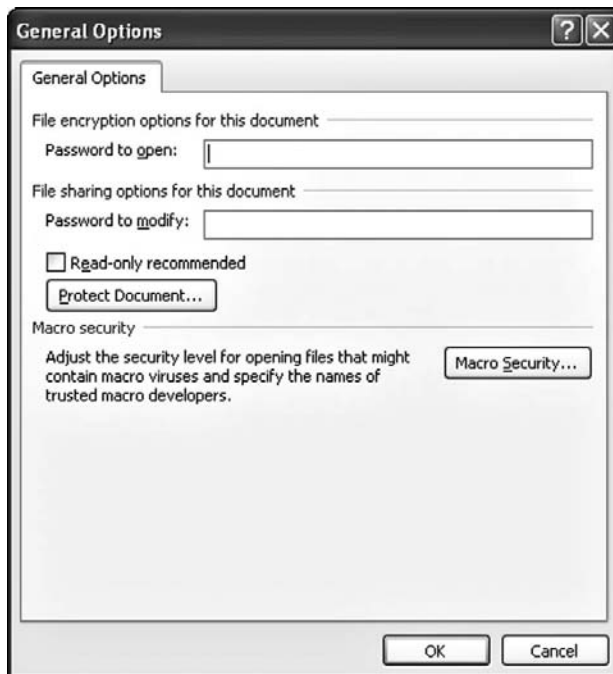 General Options
General Options
File encryption options for this document
Password to open:
File sharing options for this document
Password to modify:
Read-only recommended
Protect Document...
Macro security
Adjust the security level for opening files that might
contain macro viruses and specify the names of
trusted macro developers.
Macro Security...
OK
Cancel